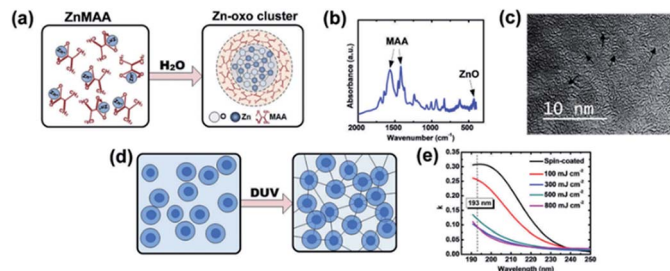 (a)
ZnMAA
Zn-oxo cluster
H₂O
O Zn MAA
(b)
MAA
ZnO
Absorbance (a.u.)
2000 1500 1000 500
Wavenumber (cm⁻¹)
(c)
10 nm
(d)
DUV
(e)
Spin-coated
100 mJ cm⁻²
300 mJ cm⁻²
500 mJ cm⁻²
800 mJ cm⁻²
193 nm
k
0.35
0.30
0.25
0.20
0.15
0.10
0.05
0.00
190 200 210 220 230 240 250
Wavelength (nm)